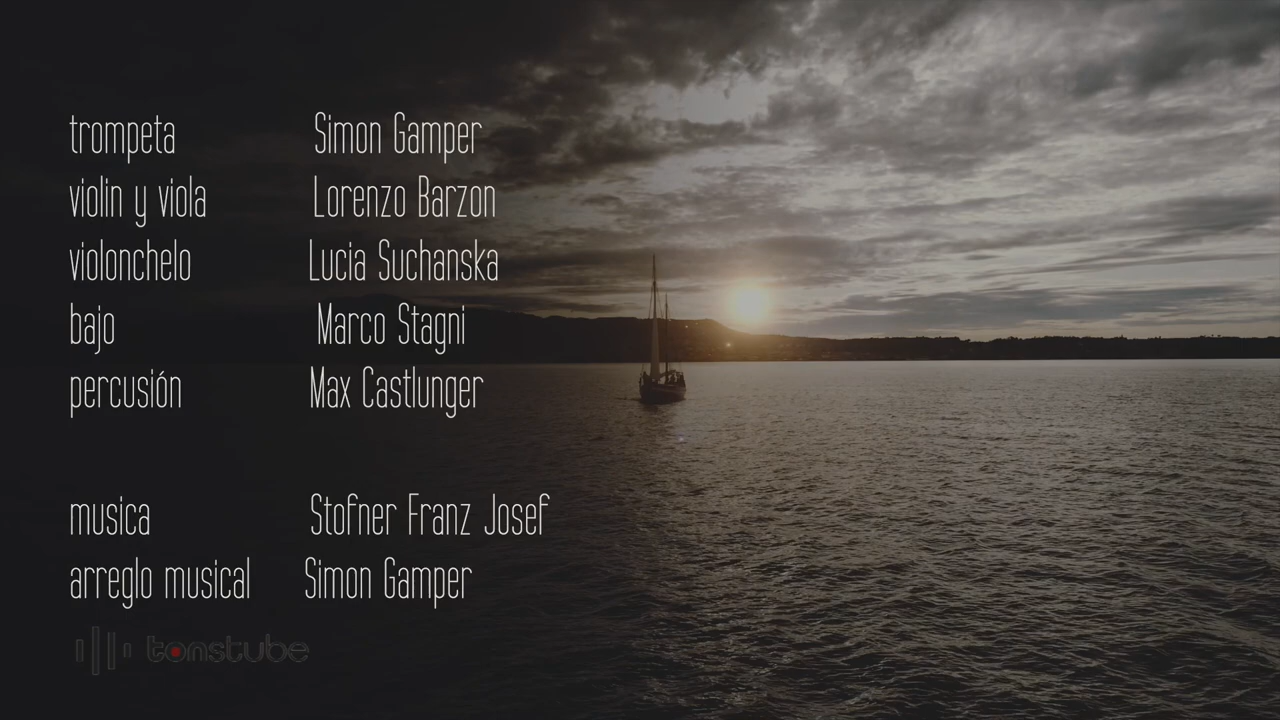 trompeta Simon Gamper
violin y viola Lorenzo Barzon
violonchelo Lucia Suchanska
bajo Marco Stagni
percusión Max Castlunger
musica Stofner Franz Josef
arreglo musical Simon Gamper
tonstube